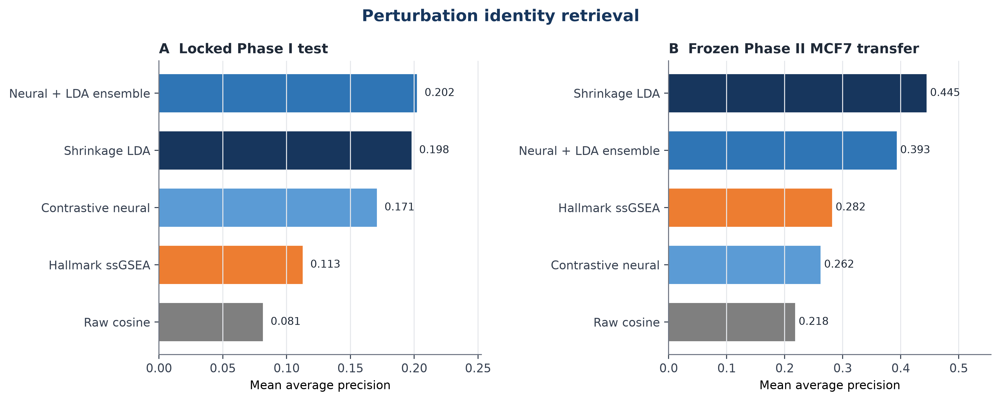 Perturbation identity retrieval
A  Locked Phase I test
Neural + LDA ensemble
0.202
Shrinkage LDA
0.198
Contrastive neural
0.171
Hallmark ssGSEA
0.113
Raw cosine
0.081
0.00 0.05 0.10 0.15 0.20 0.25
Mean average precision
B  Frozen Phase II MCF7 transfer
Shrinkage LDA
0.445
Neural + LDA ensemble
0.393
Hallmark ssGSEA
0.282
Contrastive neural
0.262
Raw cosine
0.218
0.0 0.1 0.2 0.3 0.4 0.5
Mean average precision